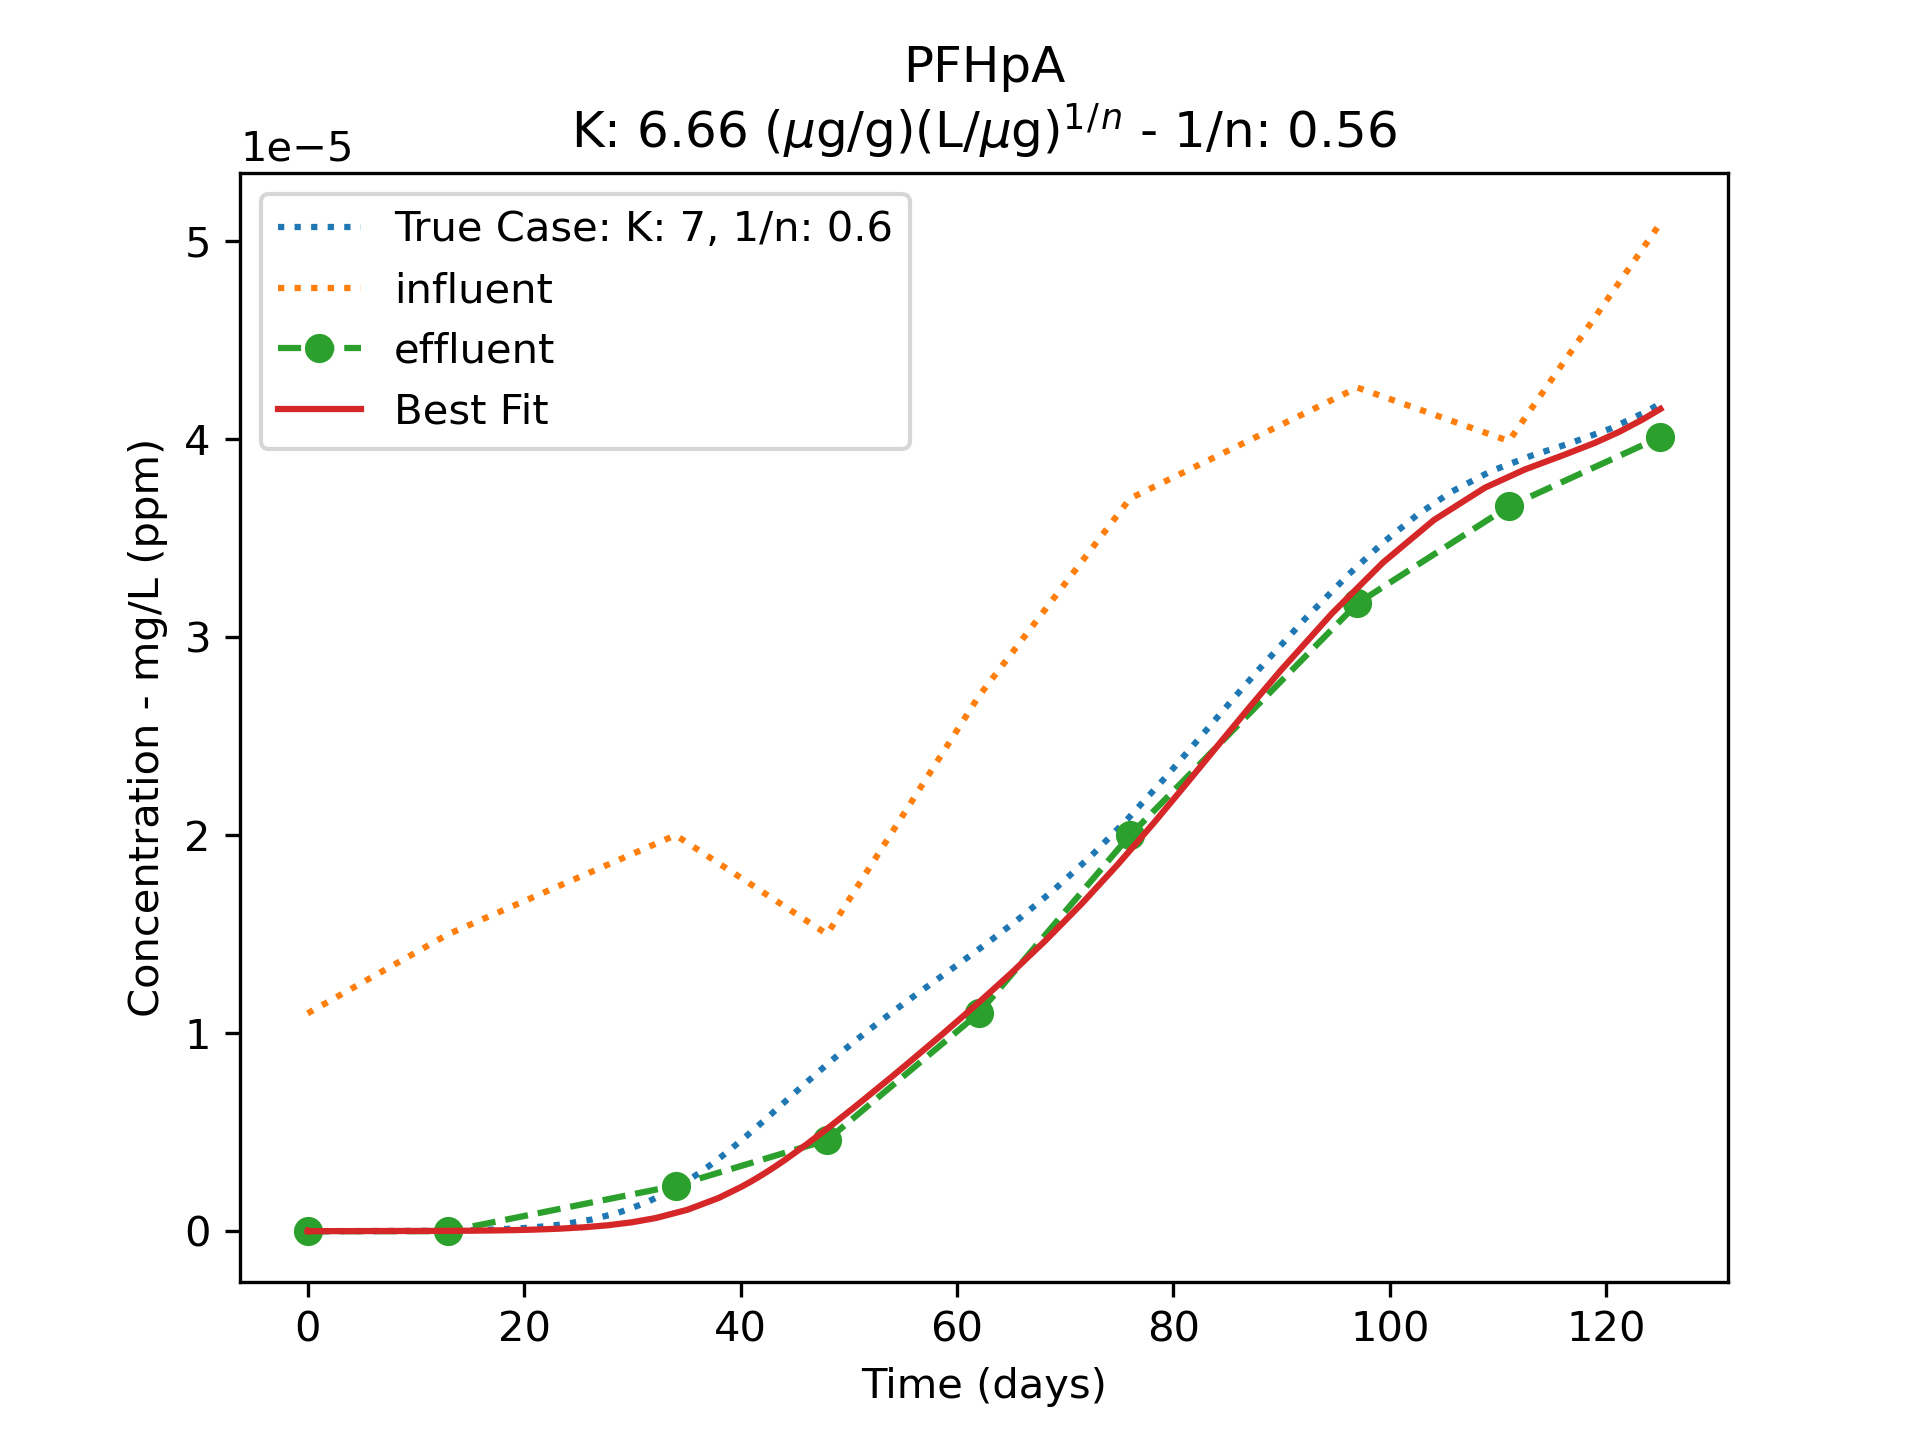 PFHpA
K: 6.66 (μg/g)(L/μg)^{1/n} - 1/n: 0.56
1e−5
True Case: K: 7, 1/n: 0.6
influent
effluent
Best Fit
5
4
3
2
1
0
Concentration - mg/L (ppm)
0 20 40 60 80 100 120
Time (days)